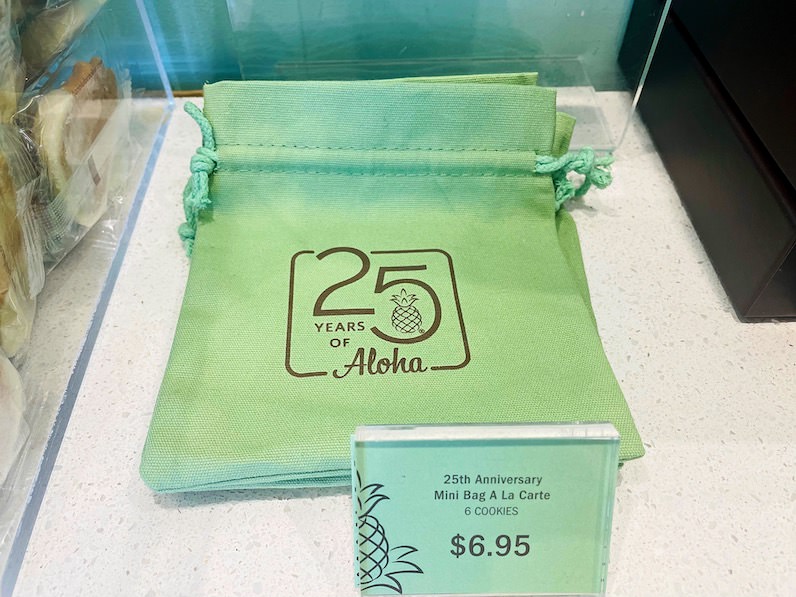 25
YEARS
OF
Aloha
25th Anniversary
Mini Bag A La Carte
6 COOKIES
$6.95